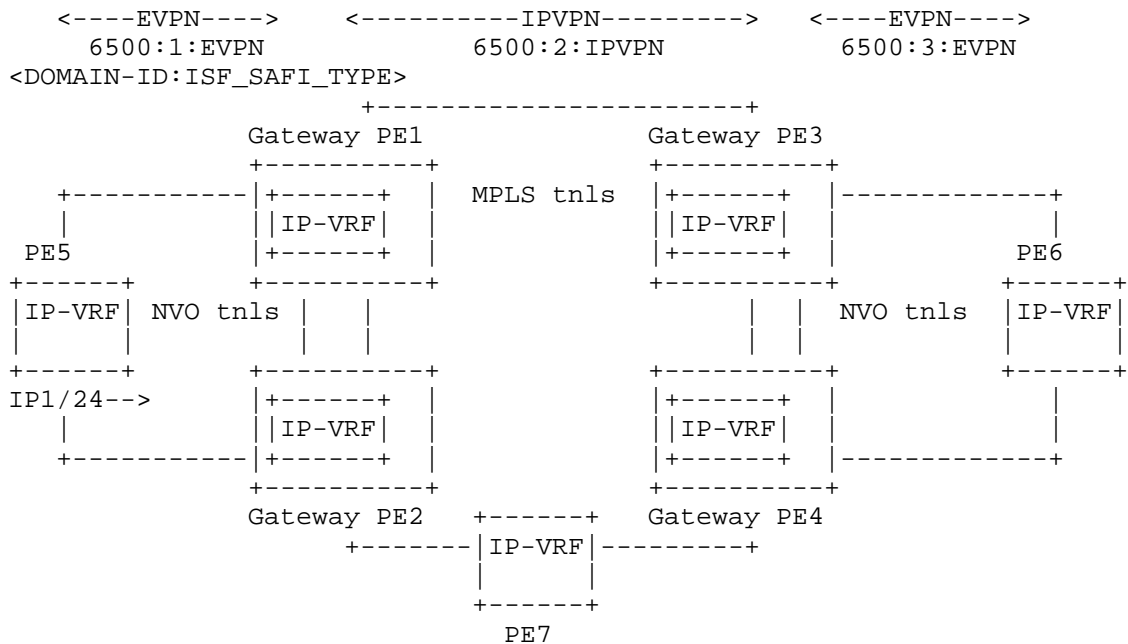 <----EVPN----> <----------IPVPN---------> <----EVPN---->
6500:1:EVPN 6500:2:IPVPN 6500:3:EVPN
<DOMAIN-ID:ISF_SAFI_TYPE>
Gateway PE1 Gateway PE3
MPLS tnls
IP-VRF IP-VRF
PE5 PE6
IP-VRF NVO tnls NVO tnls IP-VRF
IP1/24-->
IP-VRF IP-VRF
Gateway PE2 Gateway PE4
IP-VRF
PE7